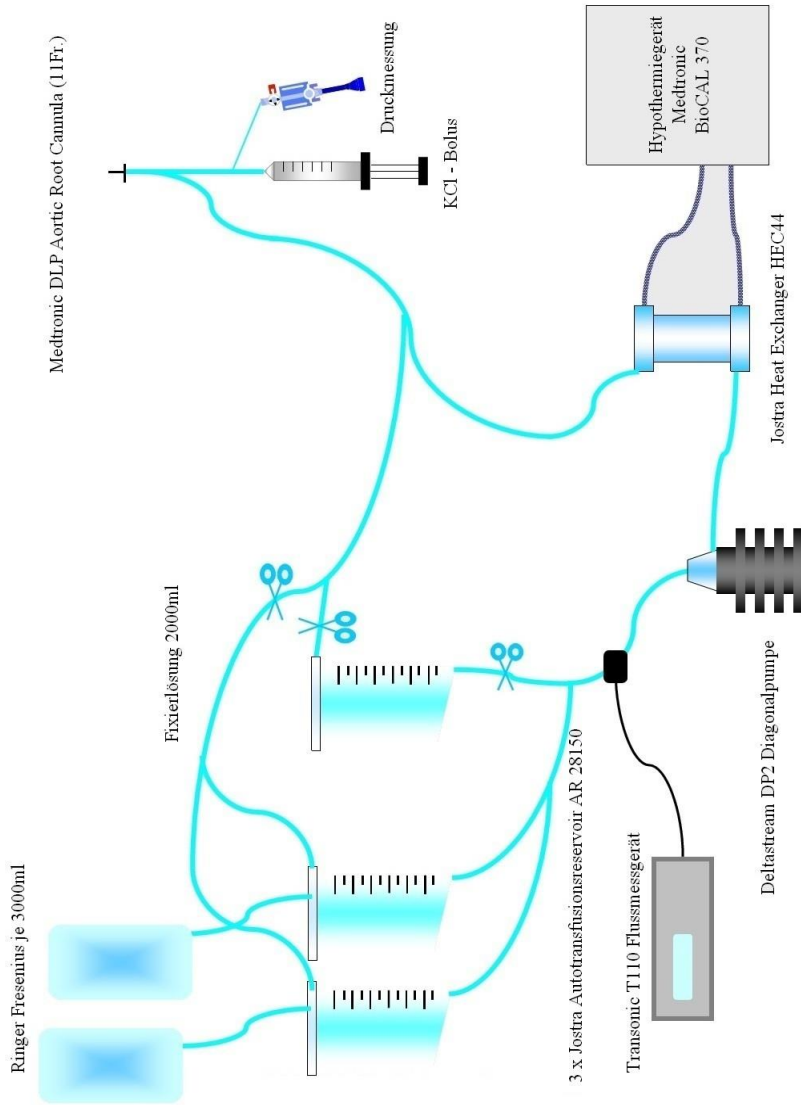 Ringer Fresenius je 3000ml
Fixierlösung 2000ml
Medtronic DLP Aortic Root Cannula (11Fr.)
Druckmessung
KCl - Bolus
3 x Jostra Autotransfusionsreservoir AR 28150
Transonic T110 Flussmessgerät
Deltastream DP2 Diagonalpumpe
Jostra Heat Exchanger HEC44
Hypothermiegerät
Medtronic
BioCAL 370